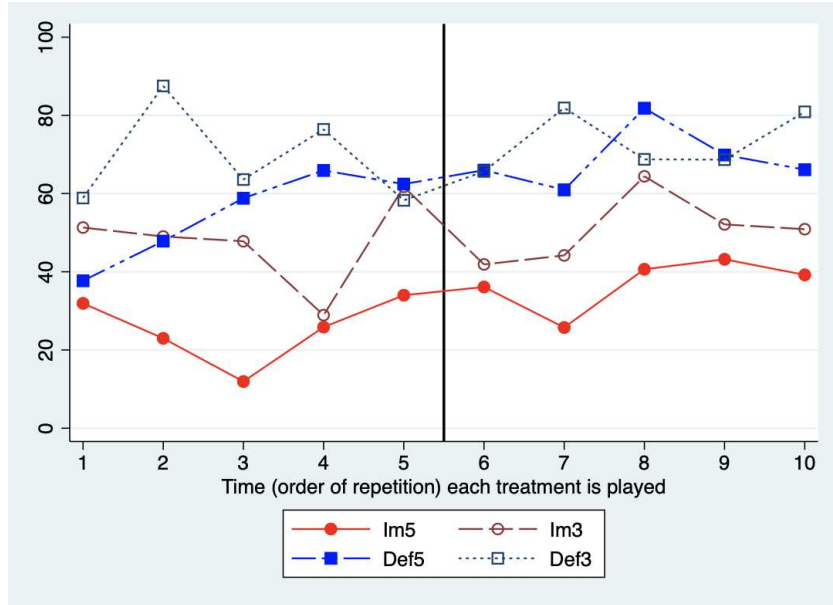 100
80
60
40
20
0
1 2 3 4 5 6 7 8 9 10
Time (order of repetition) each treatment is played
Im5 Im3
Def5 Def3